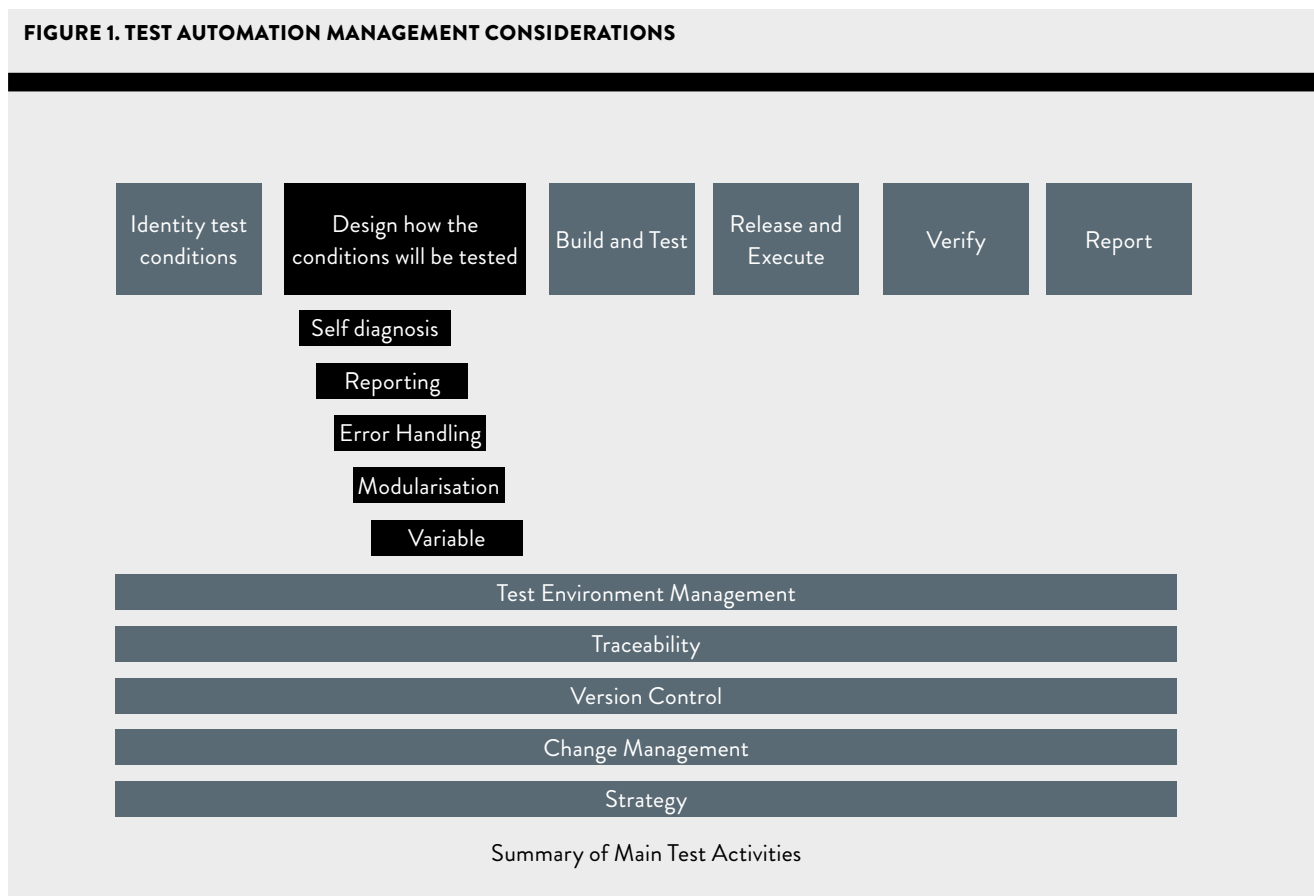 FIGURE 1. TEST AUTOMATION MANAGEMENT CONSIDERATIONS
Identity test
conditions
Design how the
conditions will be tested
Build and Test
Release and
Execute
Verify
Report
Self diagnosis
Reporting
Error Handling
Modularisation
Variable
Test Environment Management
Traceability
Version Control
Change Management
Strategy
Summary of Main Test Activities